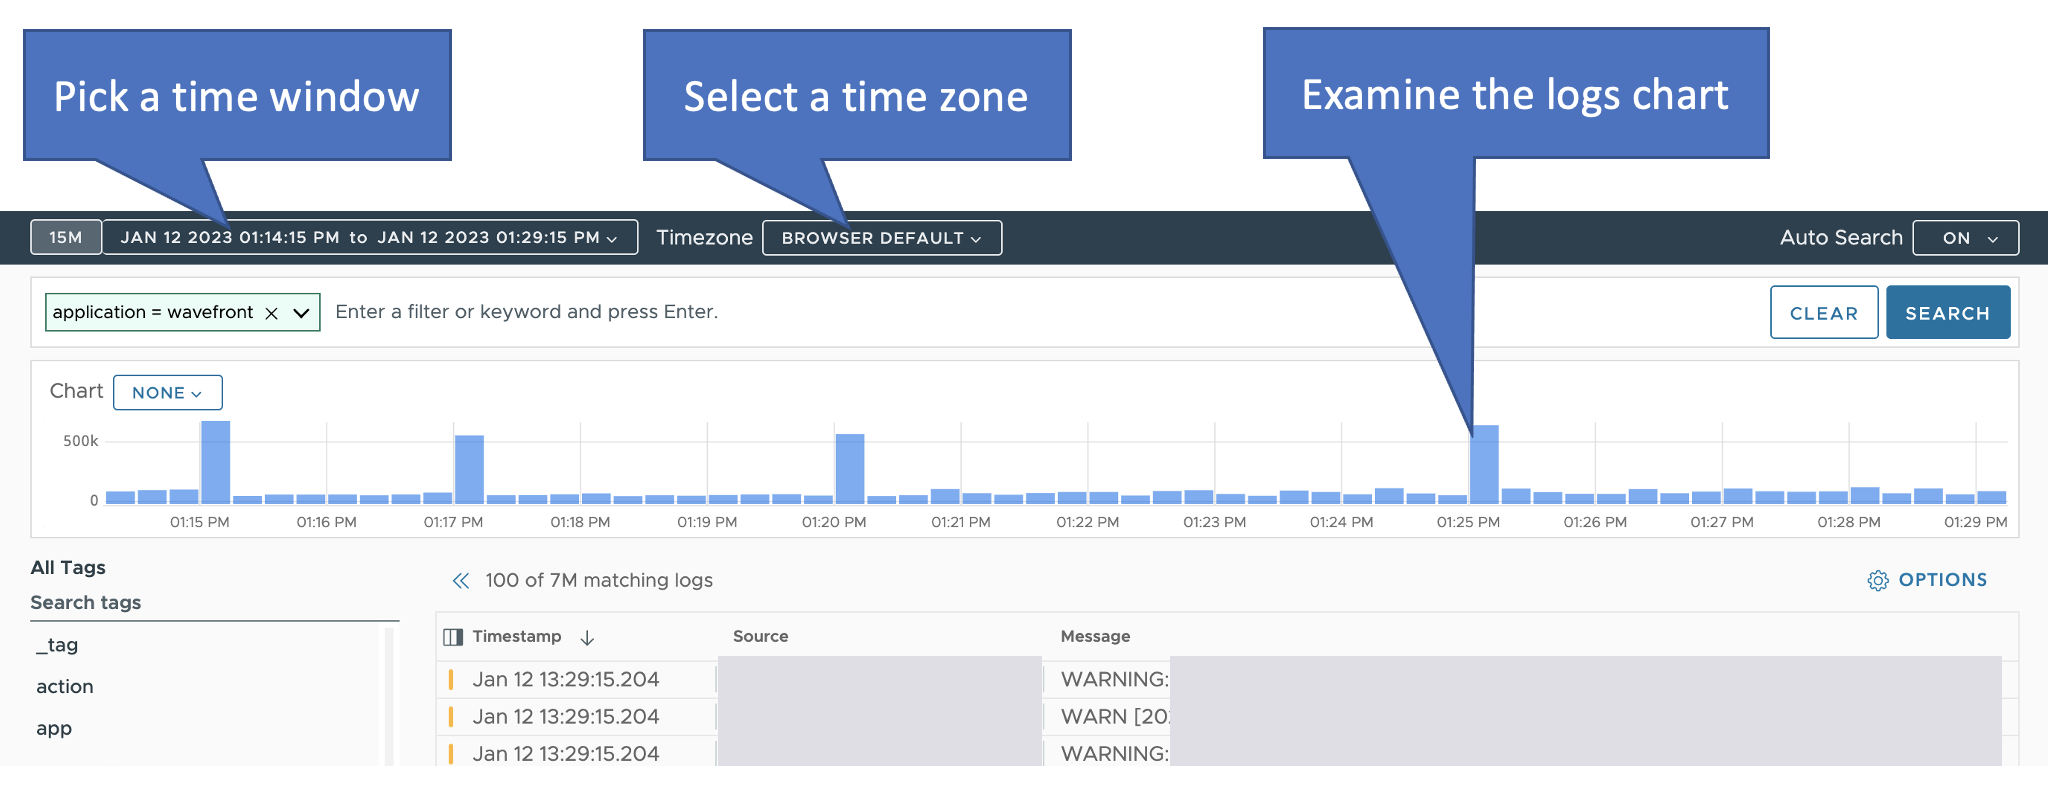 Pick a time window
Select a time zone
Examine the logs chart
15M JAN 12 2023 01:14:15 PM to JAN 12 2023 01:29:15 PM Timezone BROWSER DEFAULT Auto Search ON
application = wavefront Enter a filter or keyword and press Enter. CLEAR SEARCH
Chart NONE
500k
0
01:15 PM 01:16 PM 01:17 PM 01:18 PM 01:19 PM 01:20 PM 01:21 PM 01:22 PM 01:23 PM 01:24 PM 01:25 PM 01:26 PM 01:27 PM 01:28 PM 01:29 PM
All Tags
Search tags
_tag
action
app
100 of 7M matching logs OPTIONS
Timestamp Source Message
Jan 12 13:29:15.204 WARNING:
Jan 12 13:29:15.204 WARN [20
Jan 12 13:29:15.204 WARNING: